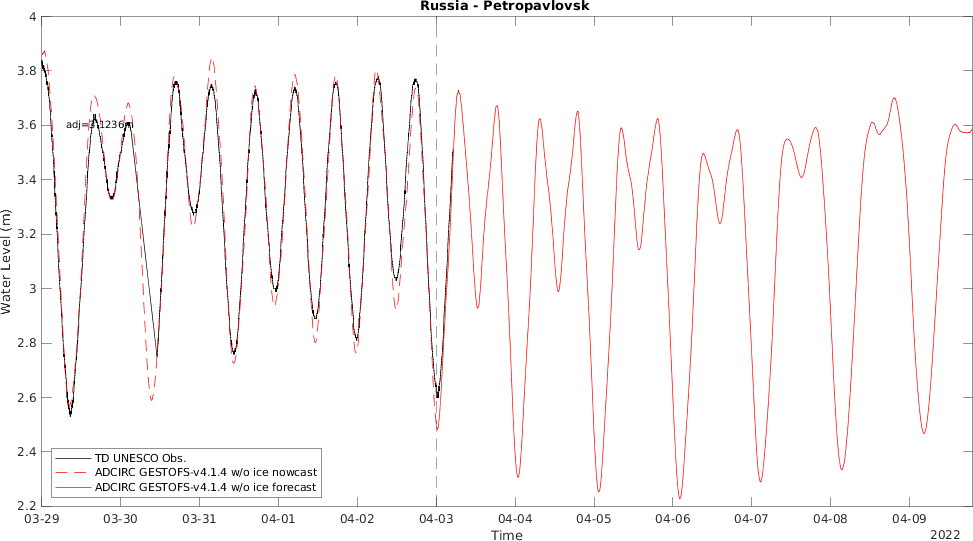 Russia - Petropavlovsk
4
3.8
3.6
3.4
3.2
3
2.8
2.6
2.4
2.2
Water Level (m)
TD UNESCO Obs.
ADCIRC GESTOFS-v4.1.4 w/o ice nowcast
ADCIRC GESTOFS-v4.1.4 w/o ice forecast
03-29 03-30 03-31 04-01 04-02 04-03 04-04 04-05 04-06 04-07 04-08 04-09
Time
2022